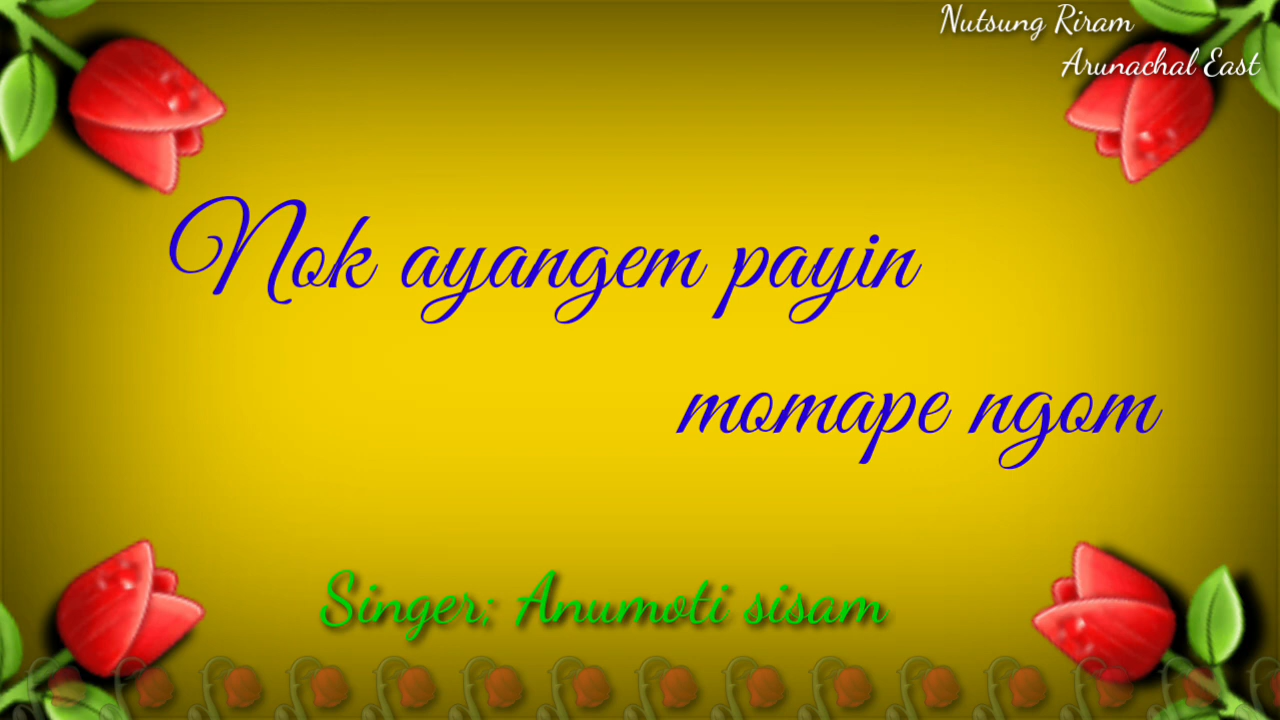 Nutsung Riram
Arunachal East
Nok ayangem payin
momape ngom
Singer; Anumoti sisam